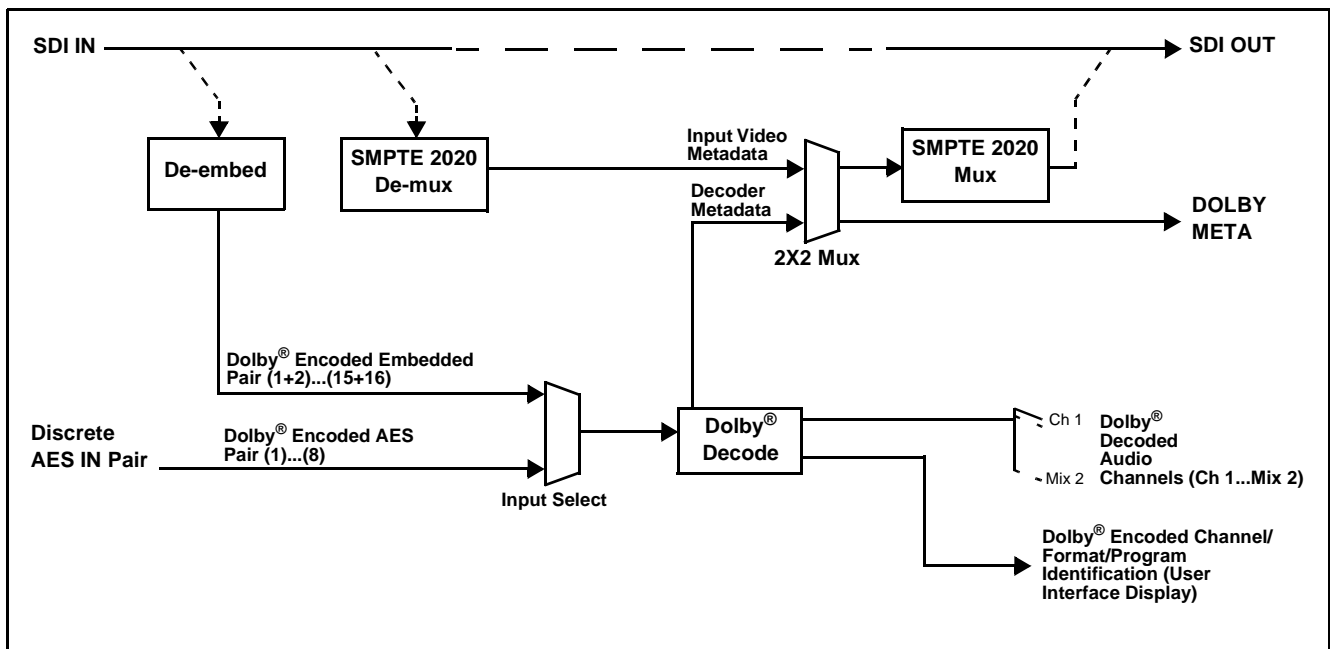 SDI IN
SDI OUT
De-embed
SMPTE 2020
De-mux
Input Video
Metadata
Decoder
Metadata
SMPTE 2020
Mux
DOLBY
META
2X2 Mux
Dolby® Encoded Embedded
Pair (1+2)...(15+16)
Discrete
AES IN Pair
Dolby® Encoded AES
Pair (1)...(8)
Input Select
Dolby®
Decode
Ch 1
Mix 2
Dolby®
Decoded
Audio
Channels (Ch 1...Mix 2)
Dolby® Encoded Channel/
Format/Program
Identification (User
Interface Display)